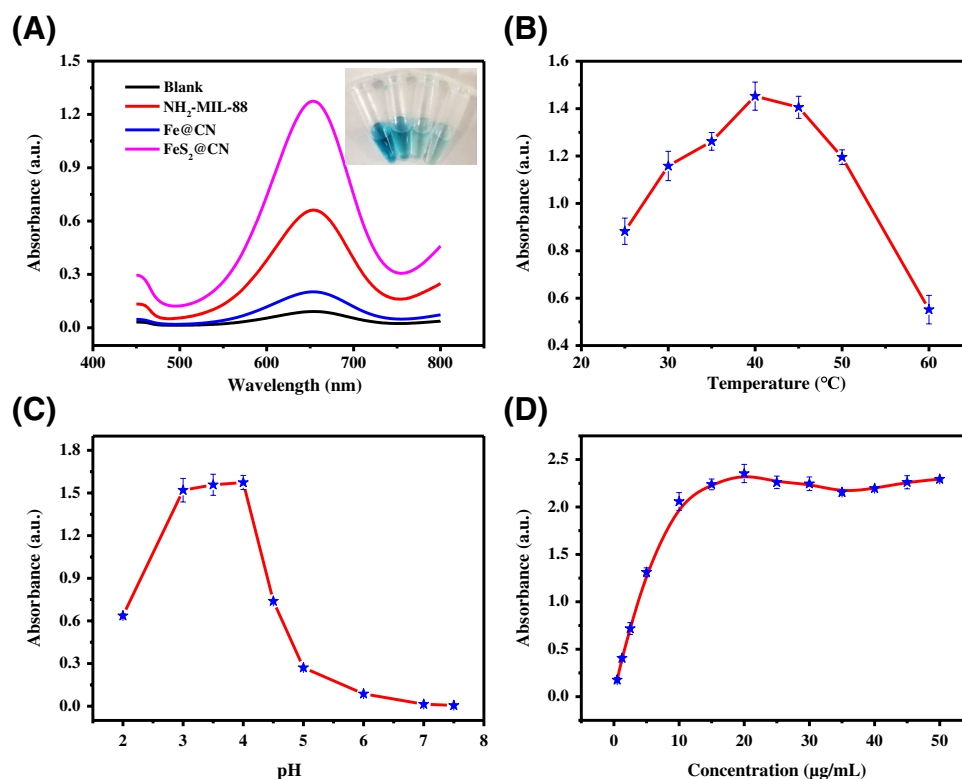 (A)
Absorbance (a.u.)
1.5
1.2
0.9
0.6
0.3
0.0
Blank
NH2-MIL-88
Fe@CN
FeS2@CN
400 500 600 700 800
Wavelength (nm)
(B)
Absorbance (a.u.)
1.6
1.4
1.2
1.0
0.8
0.6
0.4
20 30 40 50 60
Temperature (°C)
(C)
Absorbance (a.u.)
1.8
1.5
1.2
0.9
0.6
0.3
0.0
2 3 4 5 6 7 8
pH
(D)
Absorbance (a.u.)
2.5
2.0
1.5
1.0
0.5
0.0
0 10 20 30 40 50
Concentration (μg/mL)